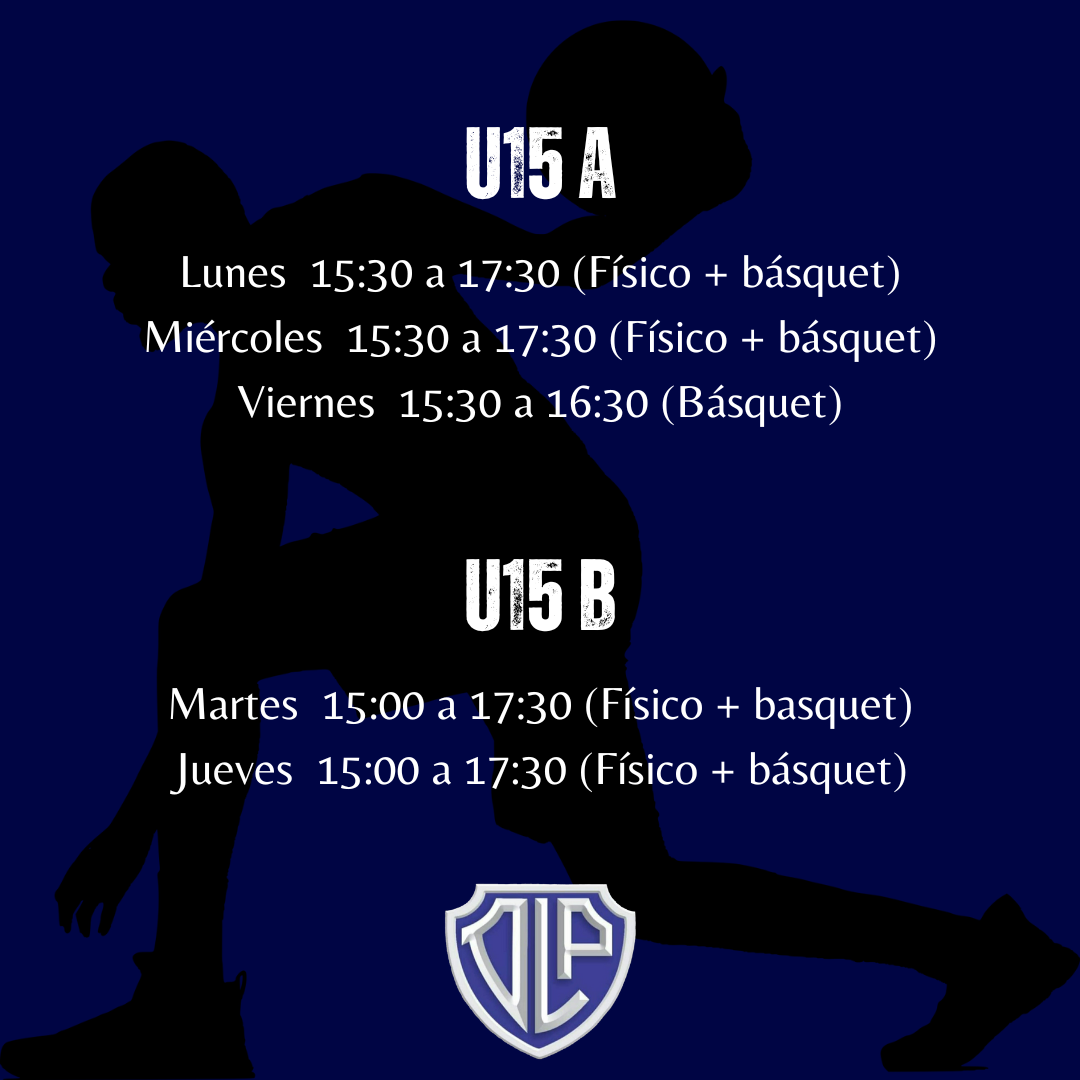 U15 A
Lunes 15:30 a 17:30 (Físico + básquet)
Miércoles 15:30 a 17:30 (Físico + básquet)
Viernes 15:30 a 16:30 (Básquet)
U15 B
Martes 15:00 a 17:30 (Físico + basquet)
Jueves 15:00 a 17:30 (Físico + básquet)